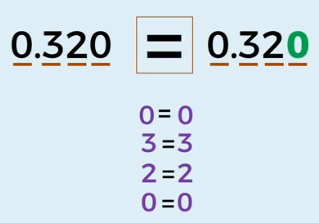 0.320 = 0.320
0 = 0
3 = 3
2 = 2
0 = 0